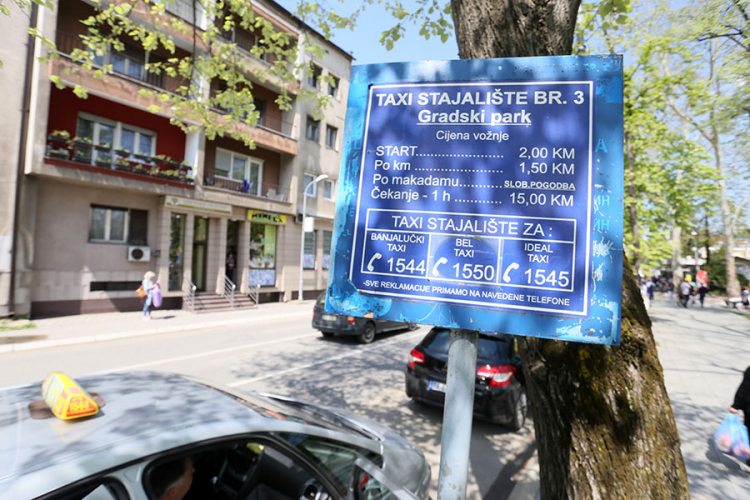 TAXI STAJALIŠTE BR. 3
Gradski park
Cijena vožnje
START.................... 2,00 KM
Po km .................... 1,50 KM
Po makadamu........... SLOB.POGODBA
Čekanje - 1 h ........... 15,00 KM
TAXI STAJALIŠTE ZA :
BANJALUČKI TAXI 1544
BEL TAXI 1550
IDEAL TAXI 1545
-SVE REKLAMACIJE PRIMAMO NA NAVEDENE TELEFONE